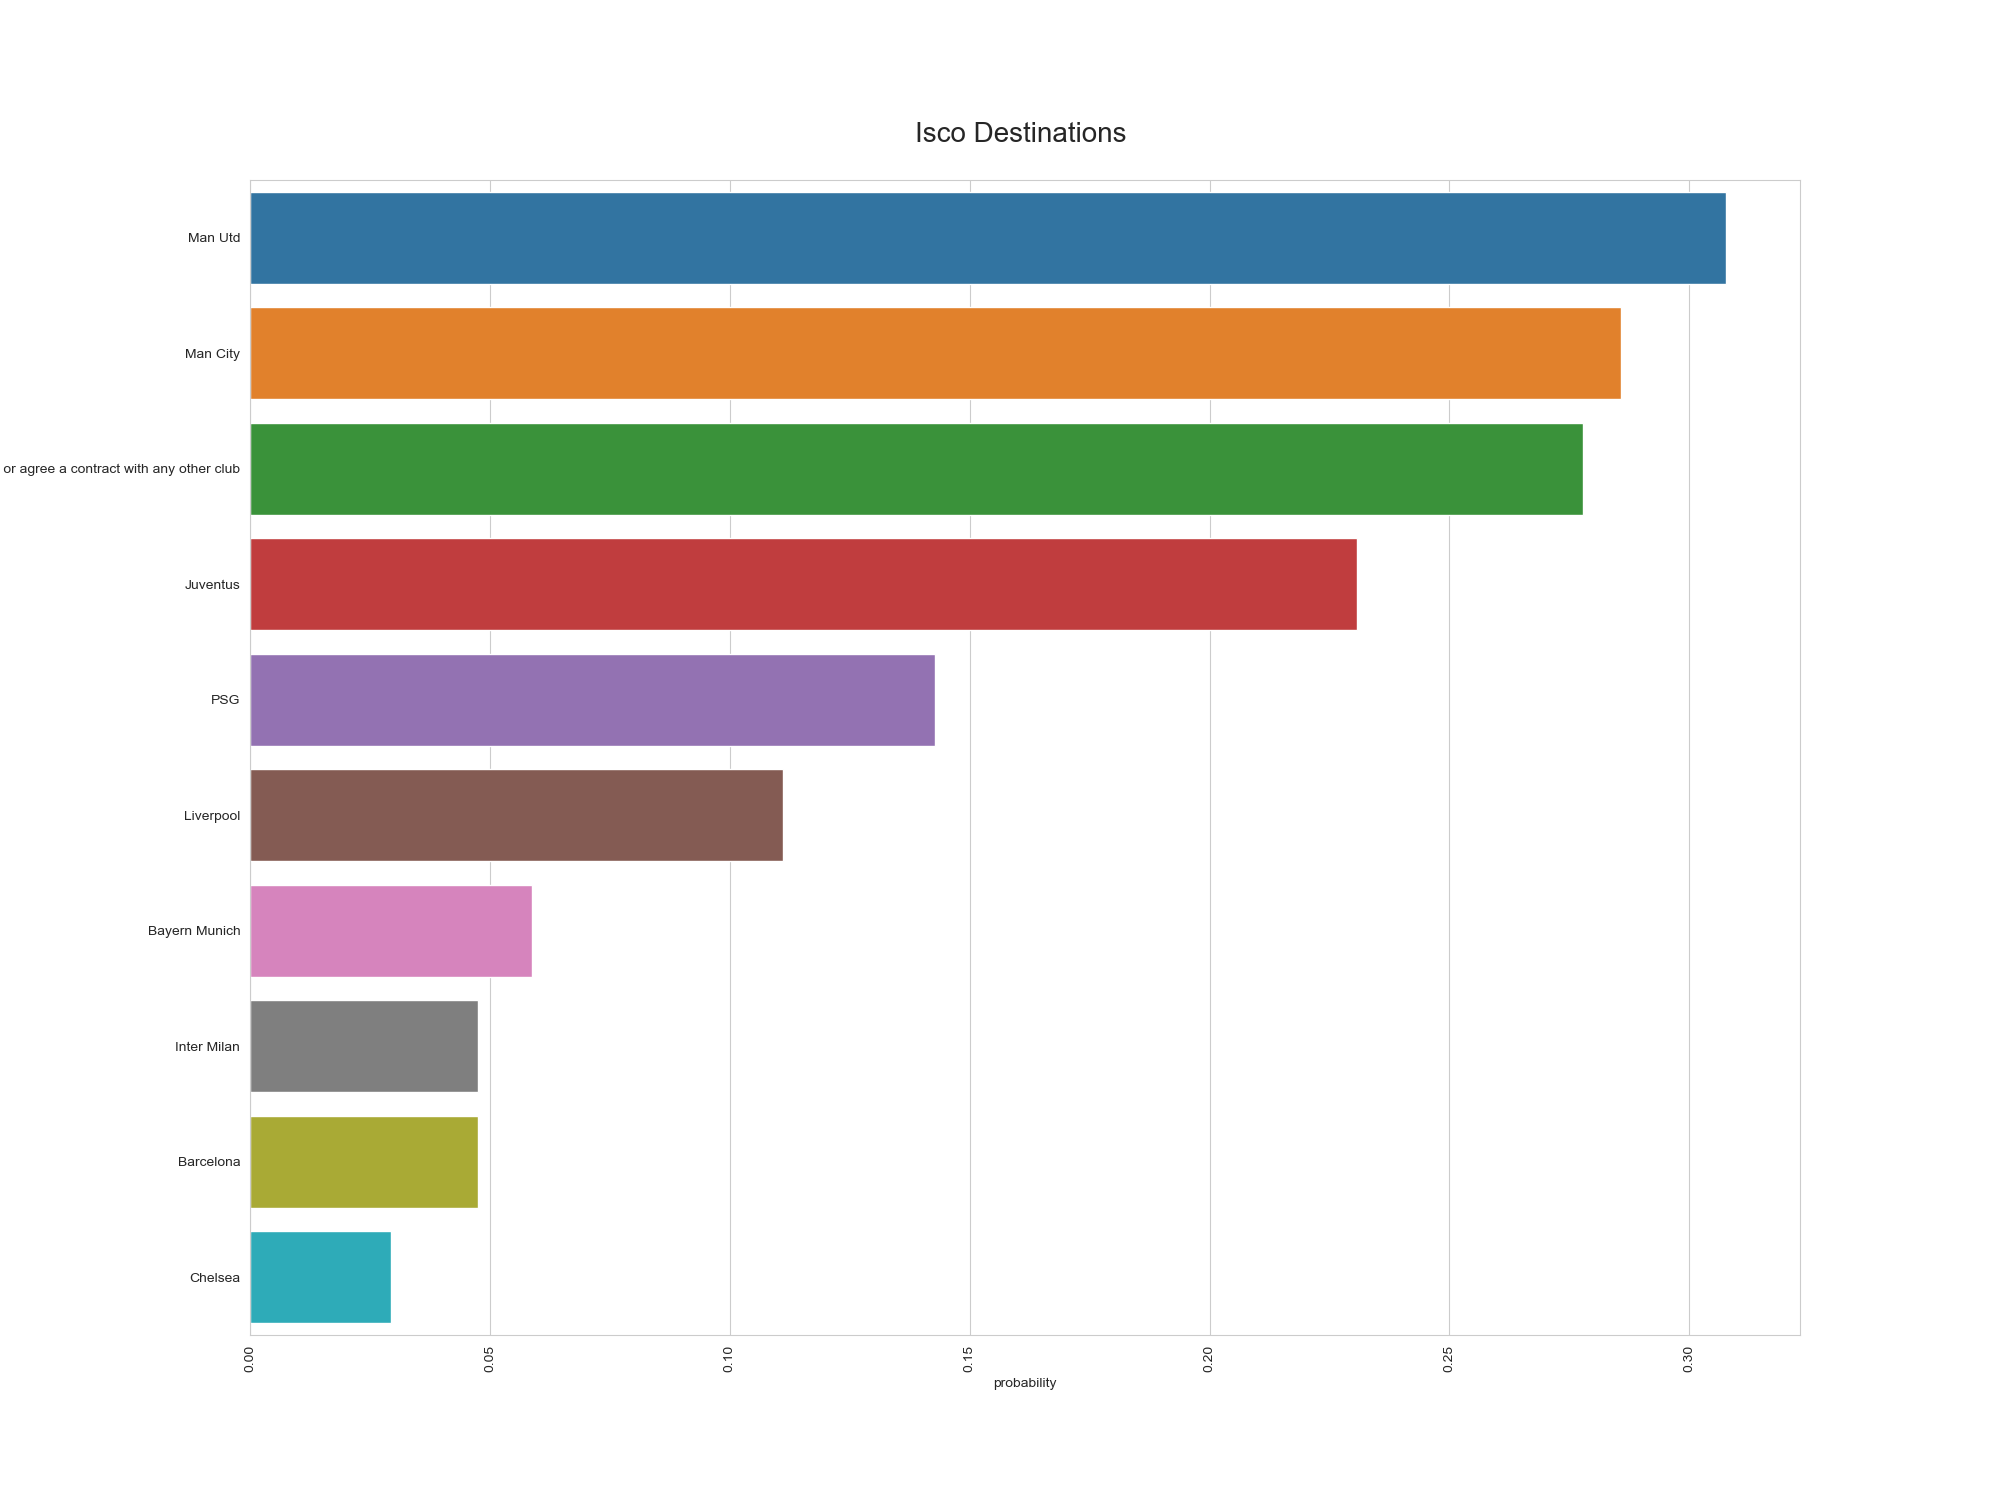 Isco Destinations
Man Utd
Man City
or agree a contract with any other club
Juventus
PSG
Liverpool
Bayern Munich
Inter Milan
Barcelona
Chelsea
0.00 0.05 0.10 0.15 0.20 0.25 0.30
probability